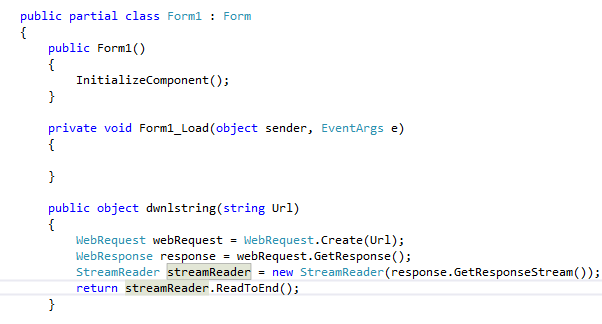 public partial class Form1 : Form
{
public Form1()
{
InitializeComponent();
}
private void Form1_Load(object sender, EventArgs e)
{
}
public object dwnlstring(string Url)
{
WebRequest webRequest = WebRequest.Create(Url);
WebResponse response = webRequest.GetResponse();
StreamReader streamReader = new StreamReader(response.GetResponseStream());
return streamReader.ReadToEnd();
}